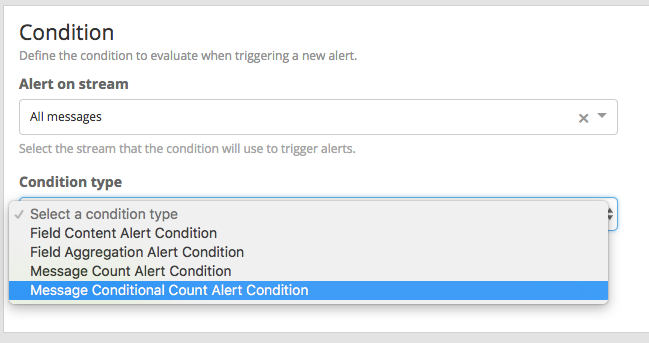 Condition
Define the condition to evaluate when triggering a new alert.
Alert on stream
All messages
Select the stream that the condition will use to trigger alerts.
Condition type
Select a condition type
Field Content Alert Condition
Field Aggregation Alert Condition
Message Count Alert Condition
Message Conditional Count Alert Condition